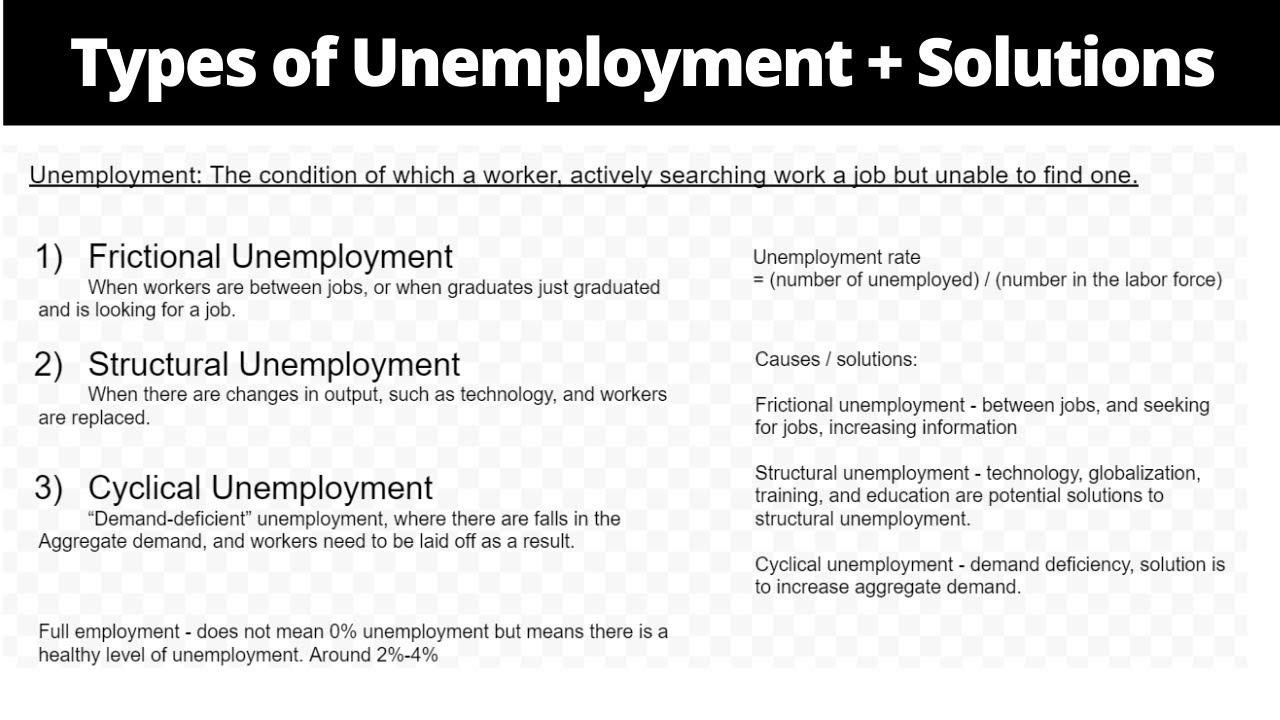 Types of Unemployment + Solutions
Unemployment: The condition of which a worker, actively searching work a job but unable to find one.
1) Frictional Unemployment
When workers are between jobs, or when graduates just graduated
and is looking for a job.
2) Structural Unemployment
When there are changes in output, such as technology, and workers
are replaced.
3) Cyclical Unemployment
“Demand-deficient” unemployment, where there are falls in the
Aggregate demand, and workers need to be laid off as a result.
Full employment - does not mean 0% unemployment but means there is a
healthy level of unemployment. Around 2%-4%
Unemployment rate
= (number of unemployed) / (number in the labor force)
Causes / solutions:
Frictional unemployment - between jobs, and seeking
for jobs, increasing information
Structural unemployment - technology, globalization,
training, and education are potential solutions to
structural unemployment.
Cyclical unemployment - demand deficiency, solution is
to increase aggregate demand.